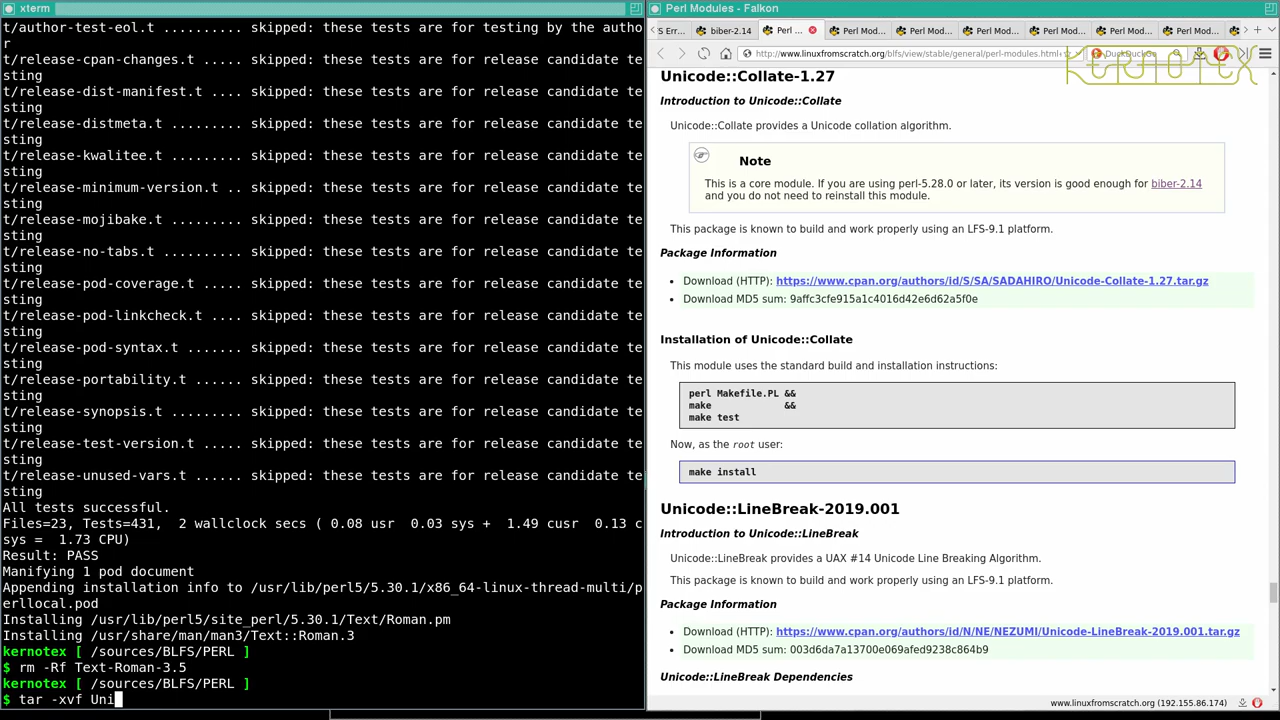 xterm
t/author-test-eol.t ........ skipped: these tests are for testing by the autho
r
t/release-cpan-changes.t ... skipped: these tests are for release candidate te
sting
t/release-dist-manifest.t .. skipped: these tests are for release candidate te
sting
t/release-distmeta.t ....... skipped: these tests are for release candidate te
sting
t/release-kwalitee.t ....... skipped: these tests are for release candidate te
sting
t/release-minimum-version.t .. skipped: these tests are for release candidate te
sting
t/release-mojibake.t ....... skipped: these tests are for release candidate te
sting
t/release-no-tabs.t ........ skipped: these tests are for release candidate te
sting
t/release-pod-coverage.t ... skipped: these tests are for release candidate te
sting
t/release-pod-linkcheck.t .. skipped: these tests are for release candidate te
sting
t/release-pod-syntax.t ..... skipped: these tests are for release candidate te
sting
t/release-portability.t .... skipped: these tests are for release candidate te
sting
t/release-synopsis.t ....... skipped: these tests are for release candidate te
sting
t/release-test-version.t ... skipped: these tests are for release candidate te
sting
t/release-unused-vars.t .... skipped: these tests are for release candidate te
sting
All tests successful.
Files=23, Tests=431,  2 wallclock secs ( 0.08 usr  0.03 sys +  1.49 cusr  0.13 c
sys =  1.73 CPU)
Result: PASS
Manifying 1 pod document
Appending installation info to /usr/lib/perl5/5.30.1/x86_64-linux-thread-multi/p
erllocal.pod
Installing /usr/lib/perl5/site_perl/5.30.1/Text/Roman.pm
Installing /usr/share/man/man3/Text::Roman.3
kernotex [ /sources/BLFS/PERL ]
$ rm -Rf Text-Roman-3.5
kernotex [ /sources/BLFS/PERL ]
$ tar -xvf Uni
Perl Modules - Falkon
S Err... biber-2.14 Perl ... Perl Mod... Perl Mod... Perl Mod... Perl Mod... Perl Mod... Perl Mod...
http://www.linuxfromscratch.org/blfs/view/stable/general/perl-modules.html DuckDuckGo
KERNOTEX
Unicode::Collate-1.27
Introduction to Unicode::Collate
Unicode::Collate provides a Unicode collation algorithm.
Note
This is a core module. If you are using perl-5.28.0 or later, its version is good enough for biber-2.14
and you do not need to reinstall this module.
This package is known to build and work properly using an LFS-9.1 platform.
Package Information
• Download (HTTP): https://www.cpan.org/authors/id/S/SA/SADAHIRO/Unicode-Collate-1.27.tar.gz
• Download MD5 sum: 9affc3cfe915a1c4016d42e6d62a5f0e
Installation of Unicode::Collate
This module uses the standard build and installation instructions:
perl Makefile.PL &&
make             &&
make test
Now, as the root user:
make install
Unicode::LineBreak-2019.001
Introduction to Unicode::LineBreak
Unicode::LineBreak provides a UAX #14 Unicode Line Breaking Algorithm.
This package is known to build and work properly using an LFS-9.1 platform.
Package Information
• Download (HTTP): https://www.cpan.org/authors/id/N/NE/NEZUMI/Unicode-LineBreak-2019.001.tar.gz
• Download MD5 sum: 003d6da7a13700e069afed9238c864b9
Unicode::LineBreak Dependencies
www.linuxfromscratch.org (192.155.86.174)